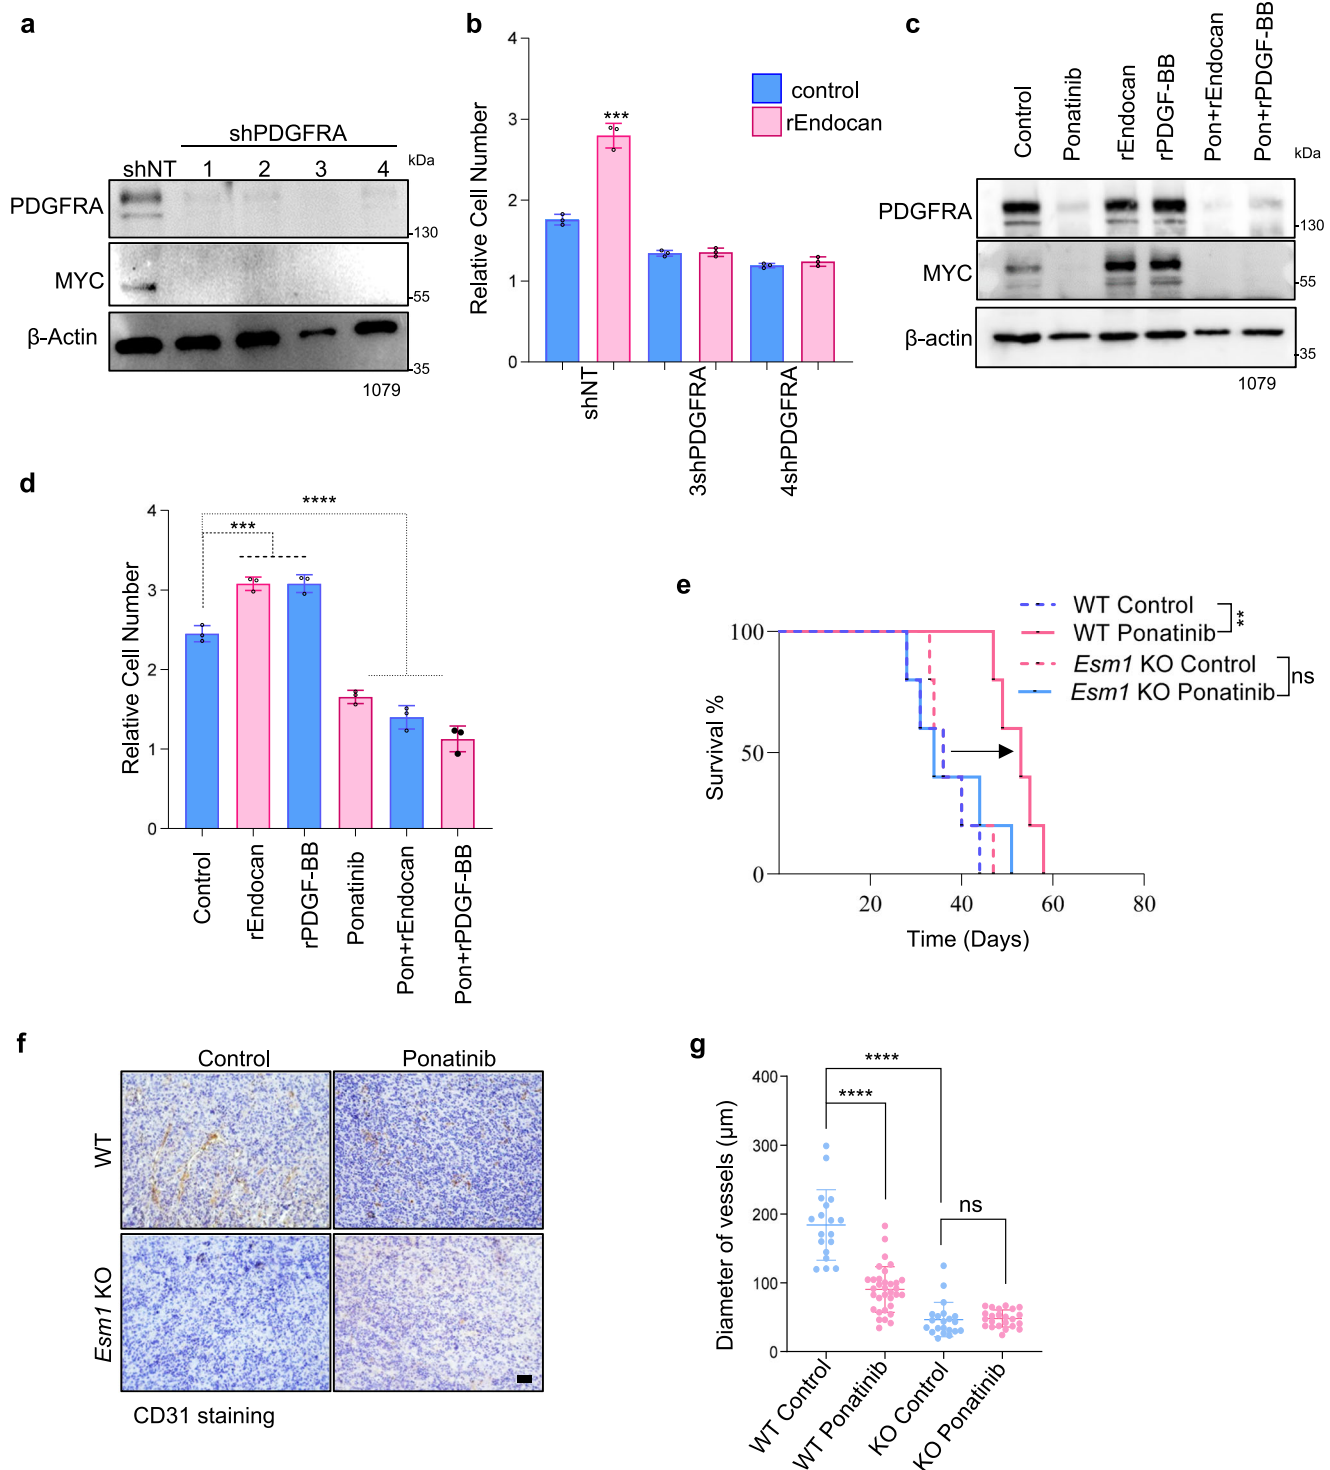 a
shPDGFRA
shNT 1 2 3 4
kDa
PDGFRA
-130
MYC
-55
β-Actin
-35
1079
b
Relative Cell Number
4
3
2
1
0
***
control
rEndocan
shNT
3shPDGFRA
4shPDGFRA
c
Control
Ponatinib
rEndocan
rPDGF-BB
Pon+rEndocan
Pon+rPDGF-BB
kDa
PDGFRA
130
MYC
-55
β-actin
-35
1079
d
Relative Cell Number
4
3
2
1
0
****
***
Control
rEndocan
rPDGF-BB
Ponatinib
Pon+rEndocan
Pon+rPDGF-BB
e
WT Control
WT Ponatinib
**
Esm1 KO Control
Esm1 KO Ponatinib
ns
Survival %
100
50
0
20 40 60 80
Time (Days)
f
Control Ponatinib
WT
Esm1 KO
CD31 staining
g
Diameter of vessels (µm)
400
300
200
100
0
****
****
ns
WT Control
WT Ponatinib
KO Control
KO Ponatinib